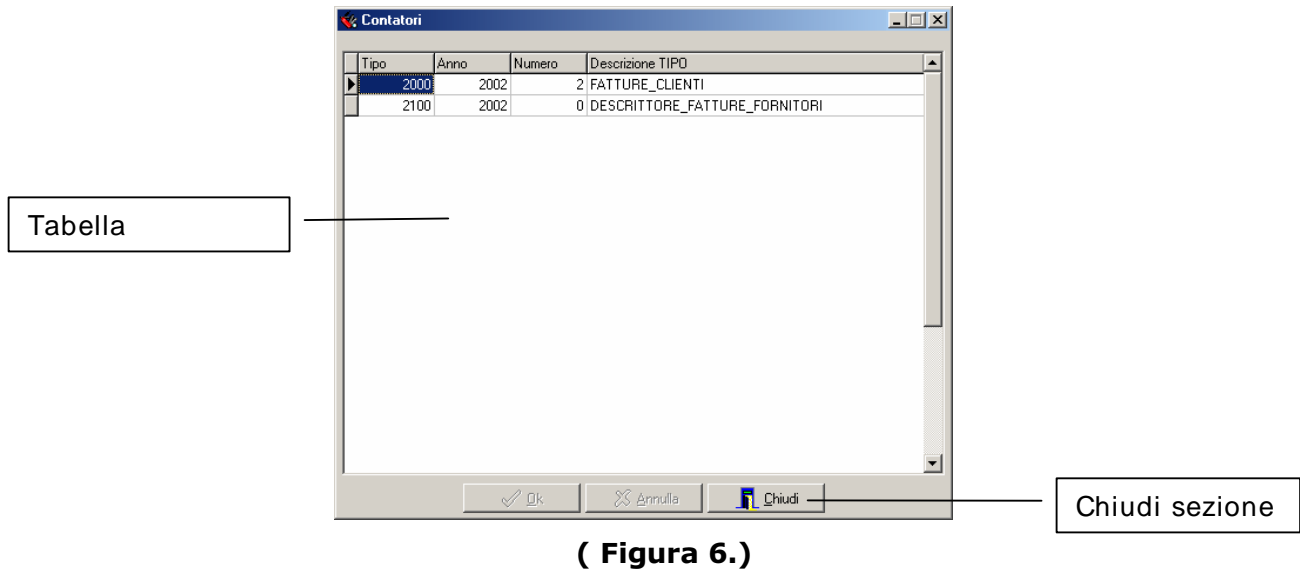 Contatori
Tipo Anno Numero Descrizione TIPO
2000 2002 2 FATTURE_CLIENTI
2100 2002 0 DESCRITTORE_FATTURE_FORNITORI
Tabella
Ok Annulla Chiudi
Chiudi sezione
( Figura 6.)